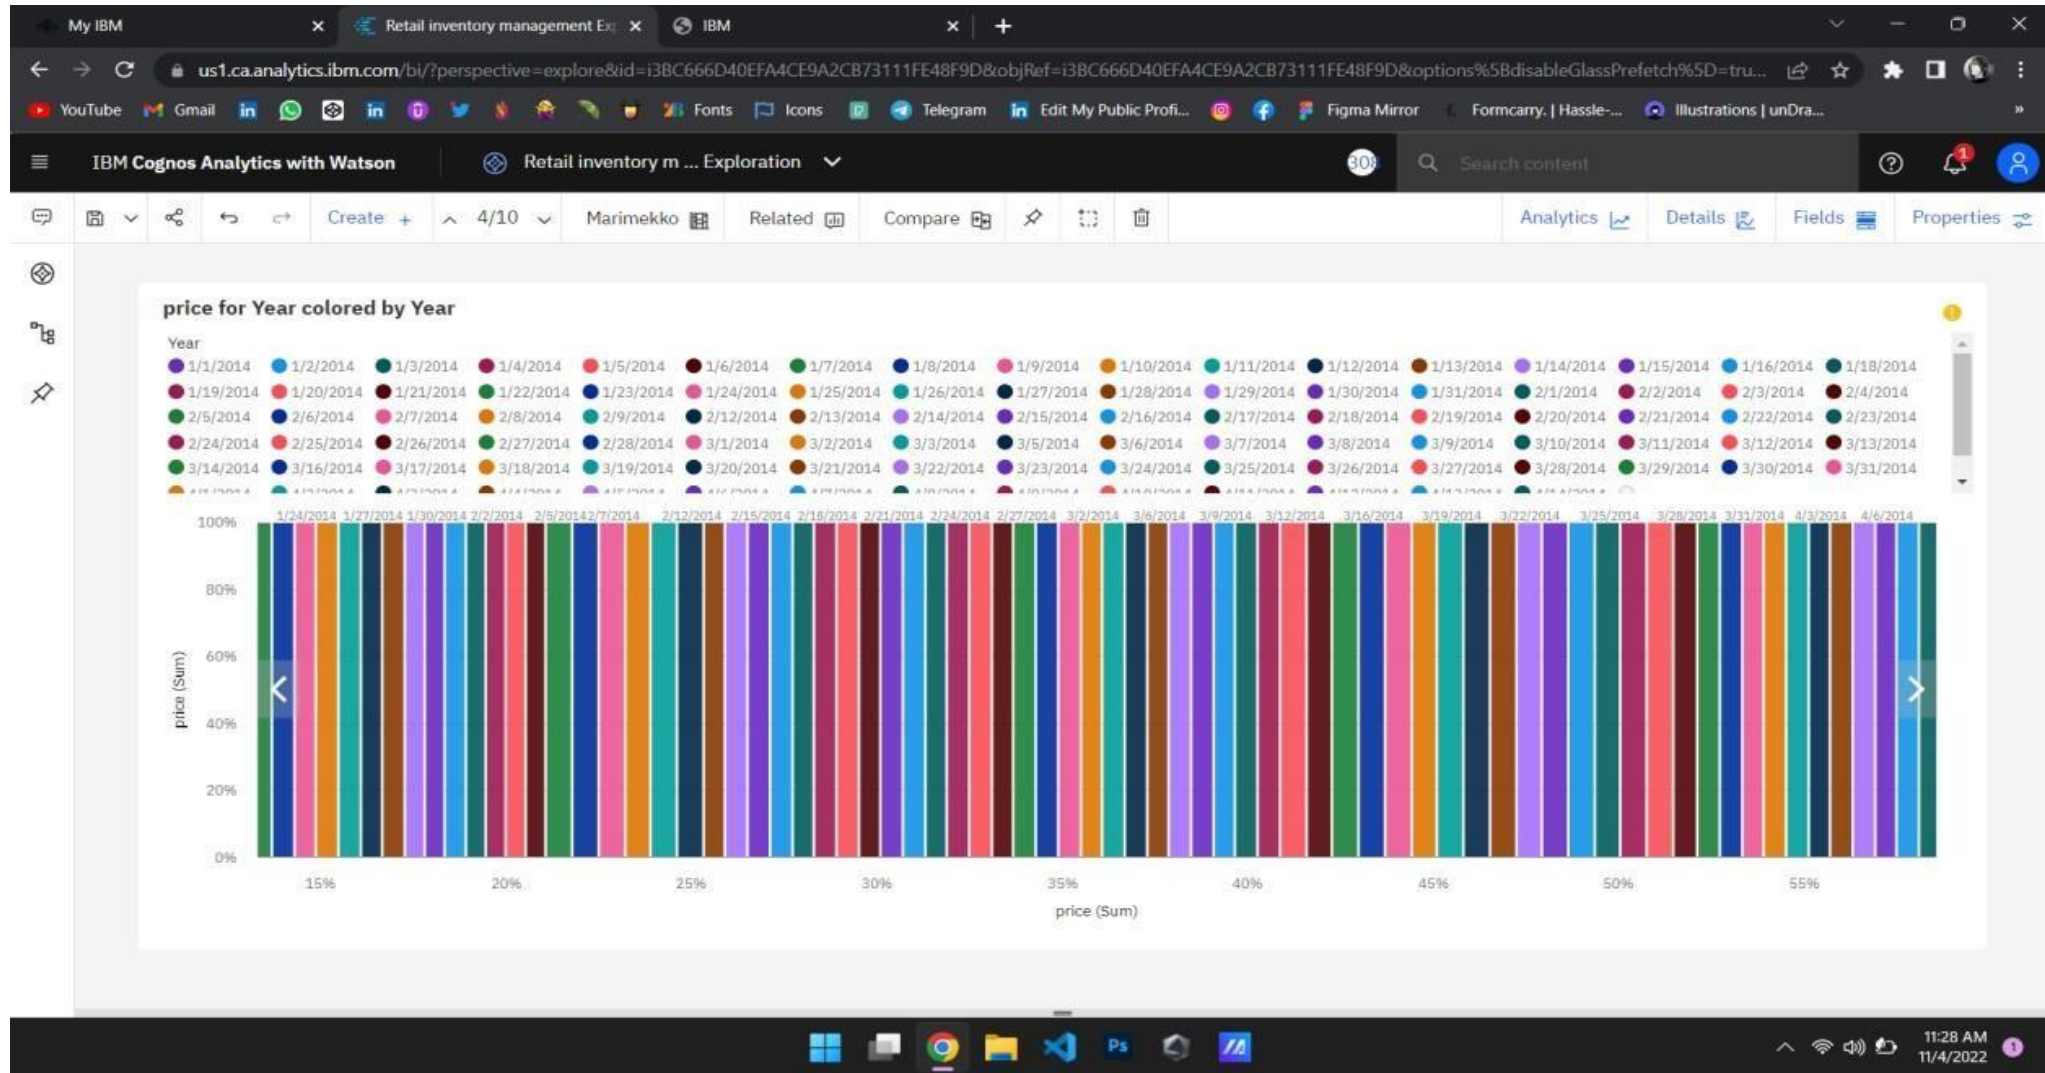 My IBM Retail inventory management Ex IBM
us1.ca.analytics.ibm.com/bi/?perspective=explore&id=i3BC666D40EFA4CE9A2CB73111FE48F9D&objRef=i3BC666D40EFA4CE9A2CB73111FE48F9D&options%5BdisableGlassPrefetch%5D=tru...
YouTube Gmail Fonts Icons Telegram Edit My Public Profi... Figma Mirror Formcarry. | Hassle-... Illustrations | unDra... »
IBM Cognos Analytics with Watson Retail inventory m ... Exploration 308 Search content 1
Create + 4/10 Marimekko Related Compare Analytics Details Fields Properties
price for Year colored by Year
Year
1/1/2014 1/2/2014 1/3/2014 1/4/2014 1/5/2014 1/6/2014 1/7/2014 1/8/2014 1/9/2014 1/10/2014 1/11/2014 1/12/2014 1/13/2014 1/14/2014 1/15/2014 1/16/2014 1/18/2014
1/19/2014 1/20/2014 1/21/2014 1/22/2014 1/23/2014 1/24/2014 1/25/2014 1/26/2014 1/27/2014 1/28/2014 1/29/2014 1/30/2014 1/31/2014 2/1/2014 2/2/2014 2/3/2014 2/4/2014
2/5/2014 2/6/2014 2/7/2014 2/8/2014 2/9/2014 2/12/2014 2/13/2014 2/14/2014 2/15/2014 2/16/2014 2/17/2014 2/18/2014 2/19/2014 2/20/2014 2/21/2014 2/22/2014 2/23/2014
2/24/2014 2/25/2014 2/26/2014 2/27/2014 2/28/2014 3/1/2014 3/2/2014 3/3/2014 3/5/2014 3/6/2014 3/7/2014 3/8/2014 3/9/2014 3/10/2014 3/11/2014 3/12/2014 3/13/2014
3/14/2014 3/16/2014 3/17/2014 3/18/2014 3/19/2014 3/20/2014 3/21/2014 3/22/2014 3/23/2014 3/24/2014 3/25/2014 3/26/2014 3/27/2014 3/28/2014 3/29/2014 3/30/2014 3/31/2014
1/24/2014 1/27/2014 1/30/2014 2/2/2014 2/5/2014 2/7/2014 2/12/2014 2/15/2014 2/18/2014 2/21/2014 2/24/2014 2/27/2014 3/2/2014 3/6/2014 3/9/2014 3/12/2014 3/16/2014 3/19/2014 3/22/2014 3/25/2014 3/28/2014 3/31/2014 4/3/2014 4/6/2014
100%
80%
60%
price (Sum)
40%
20%
0%
15% 20% 25% 30% 35% 40% 45% 50% 55%
price (Sum)
Ps
11:28 AM
11/4/2022 1